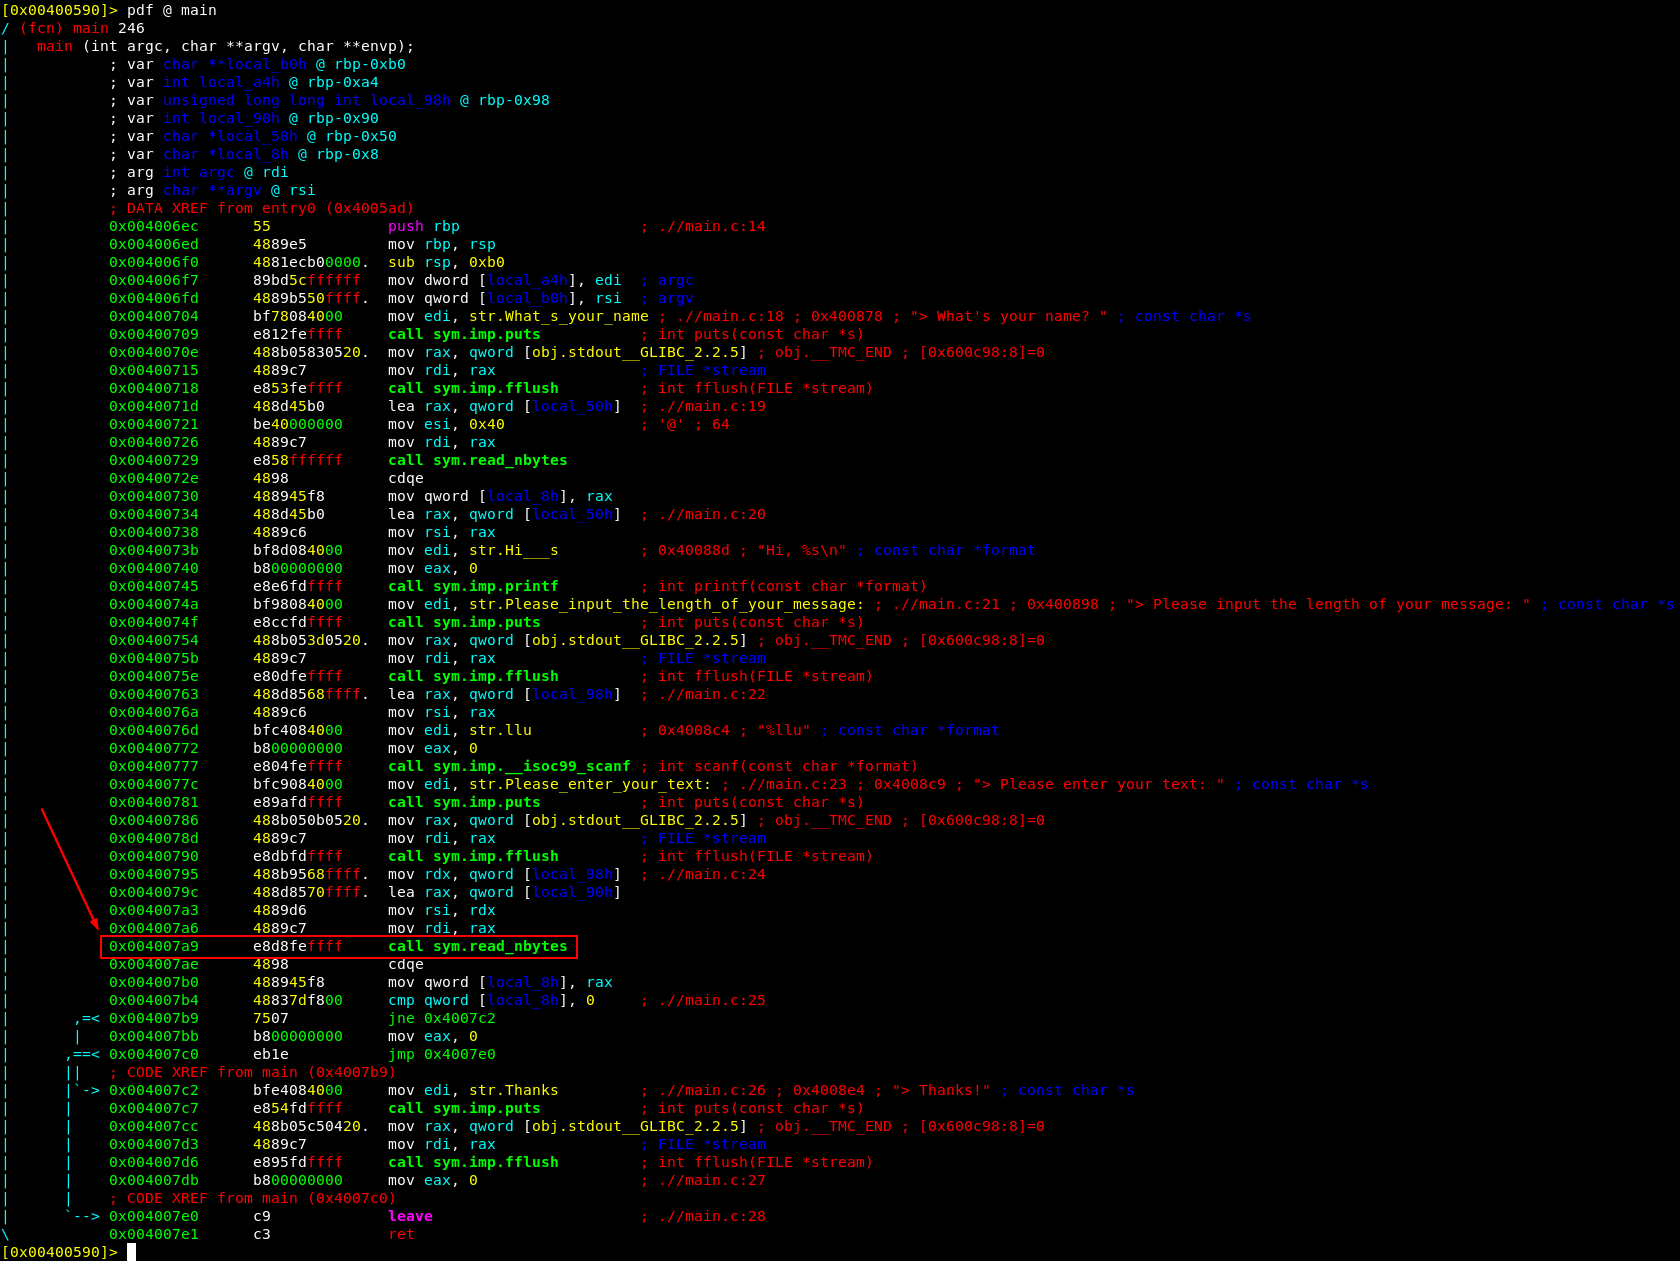 [0x00400590]> pdf @ main
/ (fcn) main 246
|   main (int argc, char **argv, char **envp);
|           ; var char **local_b0h @ rbp-0xb0
|           ; var int local_a4h @ rbp-0xa4
|           ; var unsigned long long int local_98h @ rbp-0x98
|           ; var int local_90h @ rbp-0x90
|           ; var char *local_50h @ rbp-0x50
|           ; var char *local_8h @ rbp-0x8
|           ; arg int argc @ rdi
|           ; arg char **argv @ rsi
|           ; DATA XREF from entry0 (0x4005ad)
|           0x004006ec      55             push rbp                    ; .//main.c:14
|           0x004006ed      4889e5         mov rbp, rsp
|           0x004006f0      4881ecb00000.  sub rsp, 0xb0
|           0x004006f7      89bd5cffffff   mov dword [local_a4h], edi  ; argc
|           0x004006fd      4889b550ffff.  mov qword [local_b0h], rsi  ; argv
|           0x00400704      bf78084000     mov edi, str.What_s_your_name ; .//main.c:18 ; 0x400878 ; "> What's your name? " ; const char *s
|           0x00400709      e812feffff     call sym.imp.puts           ; int puts(const char *s)
|           0x0040070e      488b05830520.  mov rax, qword [obj.stdout__GLIBC_2.2.5] ; obj.__TMC_END ; [0x600c98:8]=0
|           0x00400715      4889c7         mov rdi, rax                ; FILE *stream
|           0x00400718      e853feffff     call sym.imp.fflush         ; int fflush(FILE *stream)
|           0x0040071d      488d45b0       lea rax, qword [local_50h]  ; .//main.c:19
|           0x00400721      be40000000     mov esi, 0x40               ; '@' ; 64
|           0x00400726      4889c7         mov rdi, rax
|           0x00400729      e858ffffff     call sym.read_nbytes
|           0x0040072e      4898           cdqe
|           0x00400730      488945f8       mov qword [local_8h], rax
|           0x00400734      488d45b0       lea rax, qword [local_50h]  ; .//main.c:20
|           0x00400738      4889c6         mov rsi, rax
|           0x0040073b      bf8d084000     mov edi, str.Hi___s         ; 0x40088d ; "Hi, %s\n" ; const char *format
|           0x00400740      b800000000     mov eax, 0
|           0x00400745      e8e6fdffff     call sym.imp.printf         ; int printf(const char *format)
|           0x0040074a      bf98084000     mov edi, str.Please_input_the_length_of_your_message: ; .//main.c:21 ; 0x400898 ; "> Please input the length of your message: " ; const char *s
|           0x0040074f      e8ccfdffff     call sym.imp.puts           ; int puts(const char *s)
|           0x00400754      488b053d0520.  mov rax, qword [obj.stdout__GLIBC_2.2.5] ; obj.__TMC_END ; [0x600c98:8]=0
|           0x0040075b      4889c7         mov rdi, rax                ; FILE *stream
|           0x0040075e      e80dfeffff     call sym.imp.fflush         ; int fflush(FILE *stream)
|           0x00400763      488d8568ffff.  lea rax, qword [local_98h]  ; .//main.c:22
|           0x0040076a      4889c6         mov rsi, rax
|           0x0040076d      bfc4084000     mov edi, str.llu            ; 0x4008c4 ; "%llu" ; const char *format
|           0x00400772      b800000000     mov eax, 0
|           0x00400777      e804feffff     call sym.imp.__isoc99_scanf ; int scanf(const char *format)
|           0x0040077c      bfc9084000     mov edi, str.Please_enter_your_text: ; .//main.c:23 ; 0x4008c9 ; "> Please enter your text: " ; const char *s
|           0x00400781      e89afdffff     call sym.imp.puts           ; int puts(const char *s)
|           0x00400786      488b050b0520.  mov rax, qword [obj.stdout__GLIBC_2.2.5] ; obj.__TMC_END ; [0x600c98:8]=0
|           0x0040078d      4889c7         mov rdi, rax                ; FILE *stream
|           0x00400790      e8dbfdffff     call sym.imp.fflush         ; int fflush(FILE *stream)
|           0x00400795      488b9568ffff.  mov rdx, qword [local_98h]  ; .//main.c:24
|           0x0040079c      488d8570ffff.  lea rax, qword [local_90h]
|           0x004007a3      4889d6         mov rsi, rdx
|           0x004007a6      4889c7         mov rdi, rax
|           0x004007a9      e8d8feffff     call sym.read_nbytes
|           0x004007ae      4898           cdqe
|           0x004007b0      488945f8       mov qword [local_8h], rax
|           0x004007b4      48837df800     cmp qword [local_8h], 0     ; .//main.c:25
|       ,=< 0x004007b9      7507           jne 0x4007c2
|       |   0x004007bb      b800000000     mov eax, 0
|      ,==< 0x004007c0      eb1e           jmp 0x4007e0
|      ||   ; CODE XREF from main (0x4007b9)
|      |`-> 0x004007c2      bfe4084000     mov edi, str.Thanks         ; .//main.c:26 ; 0x4008e4 ; "> Thanks!" ; const char *s
|      |    0x004007c7      e854fdffff     call sym.imp.puts           ; int puts(const char *s)
|      |    0x004007cc      488b05c50420.  mov rax, qword [obj.stdout__GLIBC_2.2.5] ; obj.__TMC_END ; [0x600c98:8]=0
|      |    0x004007d3      4889c7         mov rdi, rax                ; FILE *stream
|      |    0x004007d6      e895fdffff     call sym.imp.fflush         ; int fflush(FILE *stream)
|      |    0x004007db      b800000000     mov eax, 0                  ; .//main.c:27
|      |    ; CODE XREF from main (0x4007c0)
|      `--> 0x004007e0      c9             leave                       ; .//main.c:28
\           0x004007e1      c3             ret
[0x00400590]>